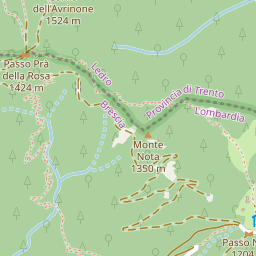 dell'Avrinone
1524 m
Passo Prà
della Rosa
1424 m
Ledro
Brescia
Provincia di Trento
Lombardia
Monte
Nota
1350 m
Passo N
1204